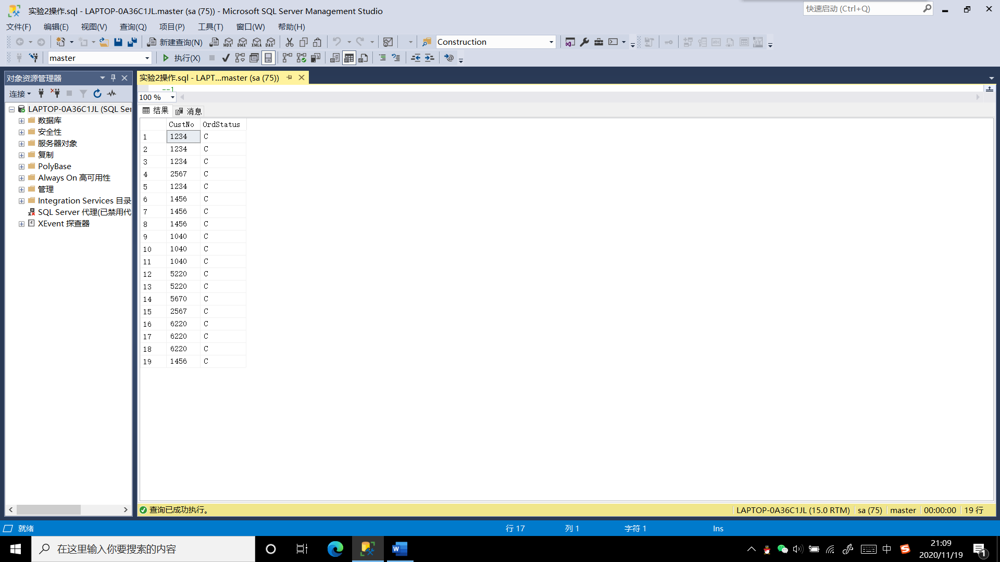 实验2操作.sql - LAPTOP-0A36C1JL.master (sa (75)) - Microsoft SQL Server Management Studio
快速启动 (Ctrl+Q)
文件(F) 编辑(E) 视图(V) 查询(Q) 项目(P) 工具(T) 窗口(W) 帮助(H)
新建查询(N) MDX DMX XMLA DAX Construction
master 执行(X)
对象资源管理器
实验2操作.sql - LAPT...master (sa (75))
连接
--1
100 %
LAPTOP-0A36C1JL (SQL Ser
数据库
安全性
服务器对象
复制
PolyBase
Always On 高可用性
管理
Integration Services 目录
SQL Server 代理(已禁用代
XEvent 探查器
结果 消息
CustNo OrdStatus
1 1234 C
2 1234 C
3 1234 C
4 2567 C
5 1234 C
6 1456 C
7 1456 C
8 1456 C
9 1040 C
10 1040 C
11 1040 C
12 5220 C
13 5220 C
14 5670 C
15 2567 C
16 6220 C
17 6220 C
18 6220 C
19 1456 C
查询已成功执行。 LAPTOP-0A36C1JL (15.0 RTM) sa (75) master 00:00:00 19 行
就绪 行 17 列 1 字符 1 Ins
在这里输入你要搜索的内容
中
21:09
2020/11/19
1